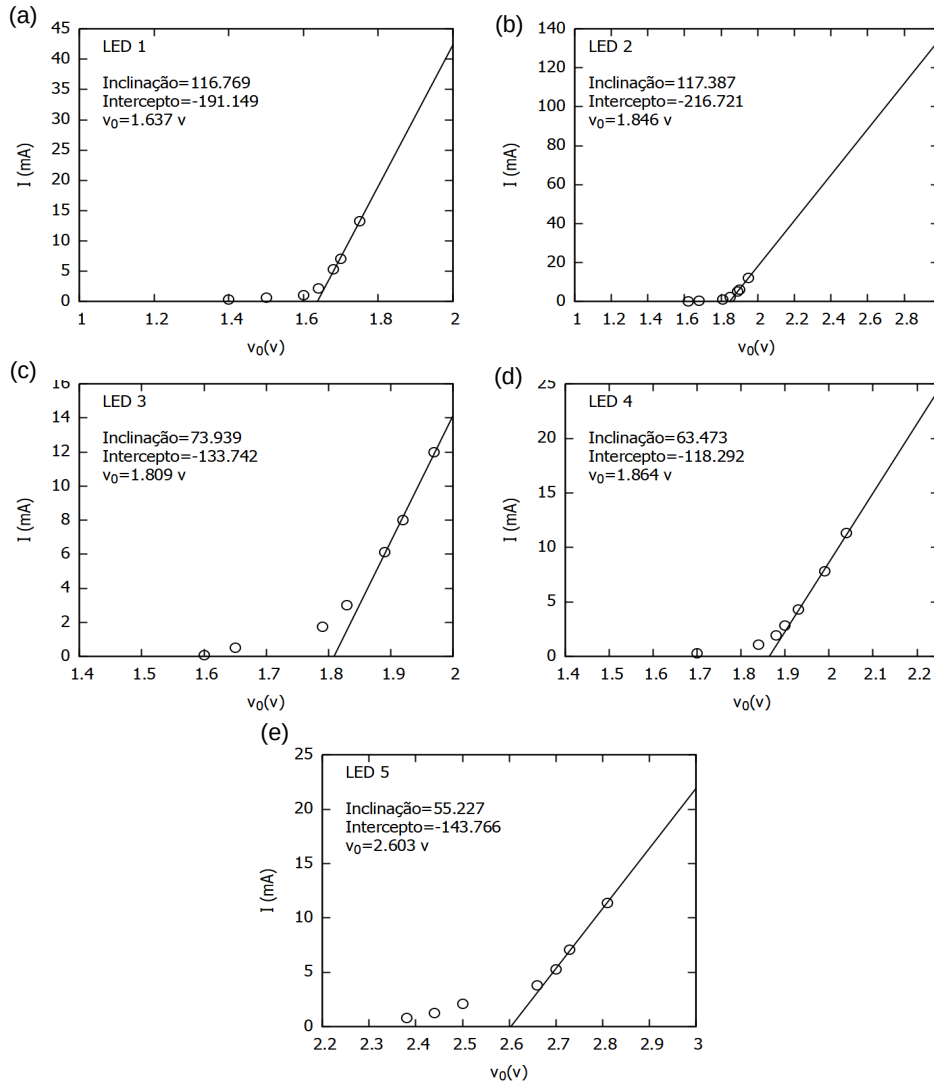 (a)
LED 1
Inclinação=116.769
Intercepto=-191.149
v₀=1.637 v
I (mA)
45
40
35
30
25
20
15
10
5
0
1 1.2 1.4 1.6 1.8 2
v₀(v)
(b)
LED 2
Inclinação=117.387
Intercepto=-216.721
v₀=1.846 v
I (mA)
140
120
100
80
60
40
20
0
1 1.2 1.4 1.6 1.8 2 2.2 2.4 2.6 2.8
v₀(v)
(c)
LED 3
Inclinação=73.939
Intercepto=-133.742
v₀=1.809 v
I (mA)
16
14
12
10
8
6
4
2
0
1.4 1.5 1.6 1.7 1.8 1.9 2
v₀(v)
(d)
LED 4
Inclinação=63.473
Intercepto=-118.292
v₀=1.864 v
I (mA)
25
20
15
10
5
0
1.4 1.5 1.6 1.7 1.8 1.9 2 2.1 2.2
v₀(v)
(e)
LED 5
Inclinação=55.227
Intercepto=-143.766
v₀=2.603 v
I (mA)
25
20
15
10
5
0
2.2 2.3 2.4 2.5 2.6 2.7 2.8 2.9 3
v₀(v)